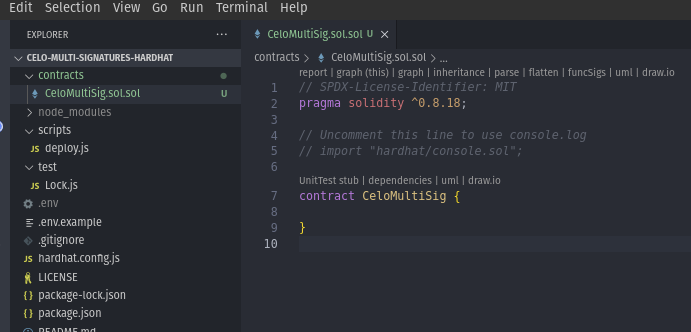 Edit Selection View Go Run Terminal Help
EXPLORER ...
CELO-MULTI-SIGNATURES-HARDHAT
contracts
CeloMultiSig.sol.sol U
node_modules
scripts
JS deploy.js
test
JS Lock.js
.env
.env.example
.gitignore
JS hardhat.config.js
LICENSE
{} package-lock.json
{} package.json
README.md
CeloMultiSig.sol.sol U ×
contracts > CeloMultiSig.sol.sol > ...
report | graph (this) | graph | inheritance | parse | flatten | funcSigs | uml | draw.io
1 // SPDX-License-Identifier: MIT
2 pragma solidity ^0.8.18;
3
4 // Uncomment this line to use console.log
5 // import "hardhat/console.sol";
6
UnitTest stub | dependencies | uml | draw.io
7 contract CeloMultiSig {
8
9 }
10